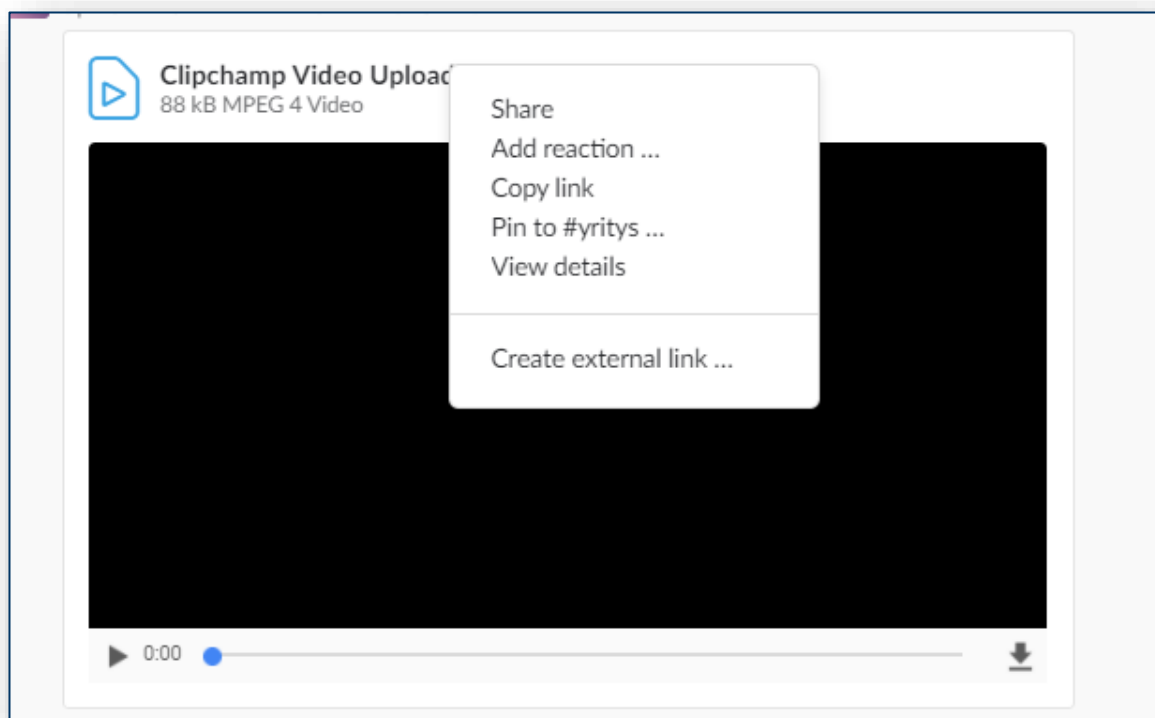 Clipchamp Video Upload
88 kB MPEG 4 Video
Share
Add reaction ...
Copy link
Pin to #yritys ...
View details
Create external link ...
0:00